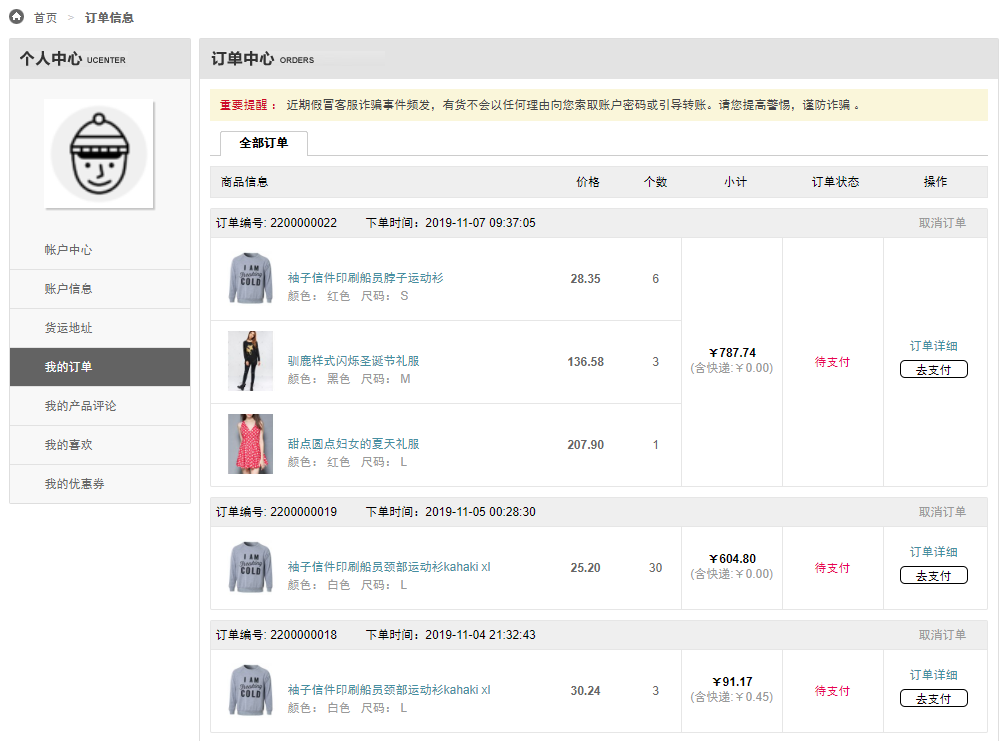 首页 > 订单信息
个人中心 UCENTER
帐户中心
账户信息
货运地址
我的订单
我的产品评论
我的喜欢
我的优惠券
订单中心 ORDERS
重要提醒： 近期假冒客服诈骗事件频发，有货不会以任何理由向您索取账户密码或引导转账。请您提高警惕，谨防诈骗 。
全部订单
商品信息 价格 个数 小计 订单状态 操作
订单编号: 2200000022 下单时间：2019-11-07 09:37:05 取消订单
I AM
Freaking
COLD
袖子信件印刷船员脖子运动衫
颜色： 红色 尺码： S
28.35 6
驯鹿样式闪烁圣诞节礼服
颜色： 黑色 尺码： M
136.58 3
甜点圆点妇女的夏天礼服
颜色： 红色 尺码： L
207.90 1
￥787.74
(含快递:￥0.00)
待支付
订单详细
去支付
订单编号: 2200000019 下单时间：2019-11-05 00:28:30 取消订单
I AM
Freaking
COLD
袖子信件印刷船员颈部运动衫kahaki xl
颜色： 白色 尺码： L
25.20 30
￥604.80
(含快递:￥0.00)
待支付
订单详细
去支付
订单编号: 2200000018 下单时间：2019-11-04 21:32:43 取消订单
I AM
Freaking
COLD
袖子信件印刷船员颈部运动衫kahaki xl
颜色： 白色 尺码： L
30.24 3
￥91.17
(含快递:￥0.45)
待支付
订单详细
去支付